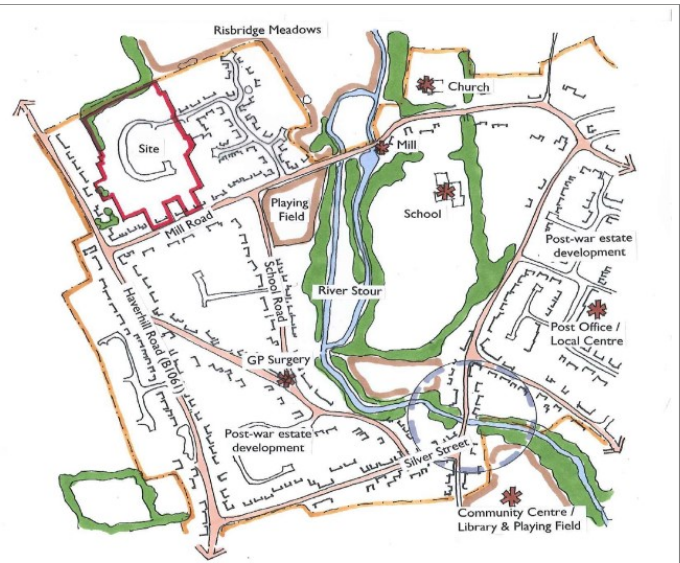 Risbridge Meadows
Church
Site
Mill
Playing
Field
School
Mill Road
Post-war estate
development
School Road
River Stour
Haverhill Road (B1061)
Post Office /
Local Centre
GP Surgery
Post-war estate
development
Silver Street
Community Centre /
Library & Playing Field